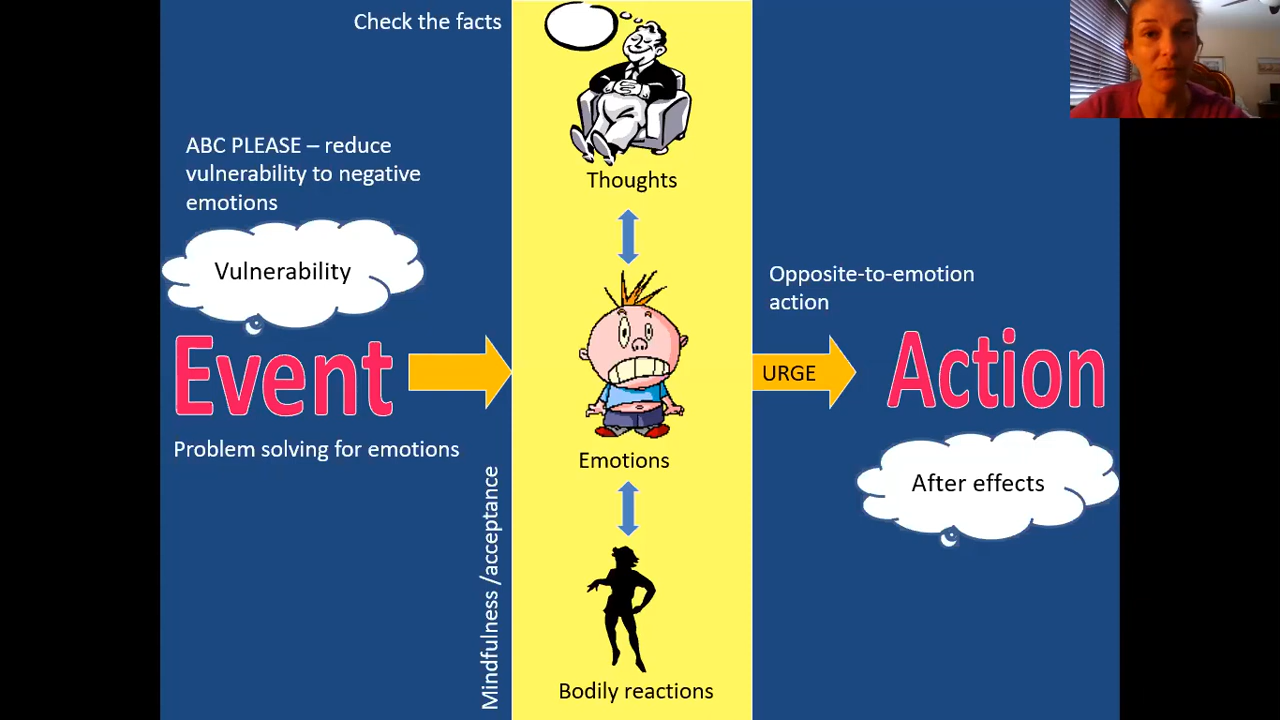 Check the facts
ABC PLEASE – reduce
vulnerability to negative
emotions
Vulnerability
Event
Problem solving for emotions
Mindfulness /acceptance
Thoughts
Emotions
Bodily reactions
Opposite-to-emotion
action
URGE
Action
After effects